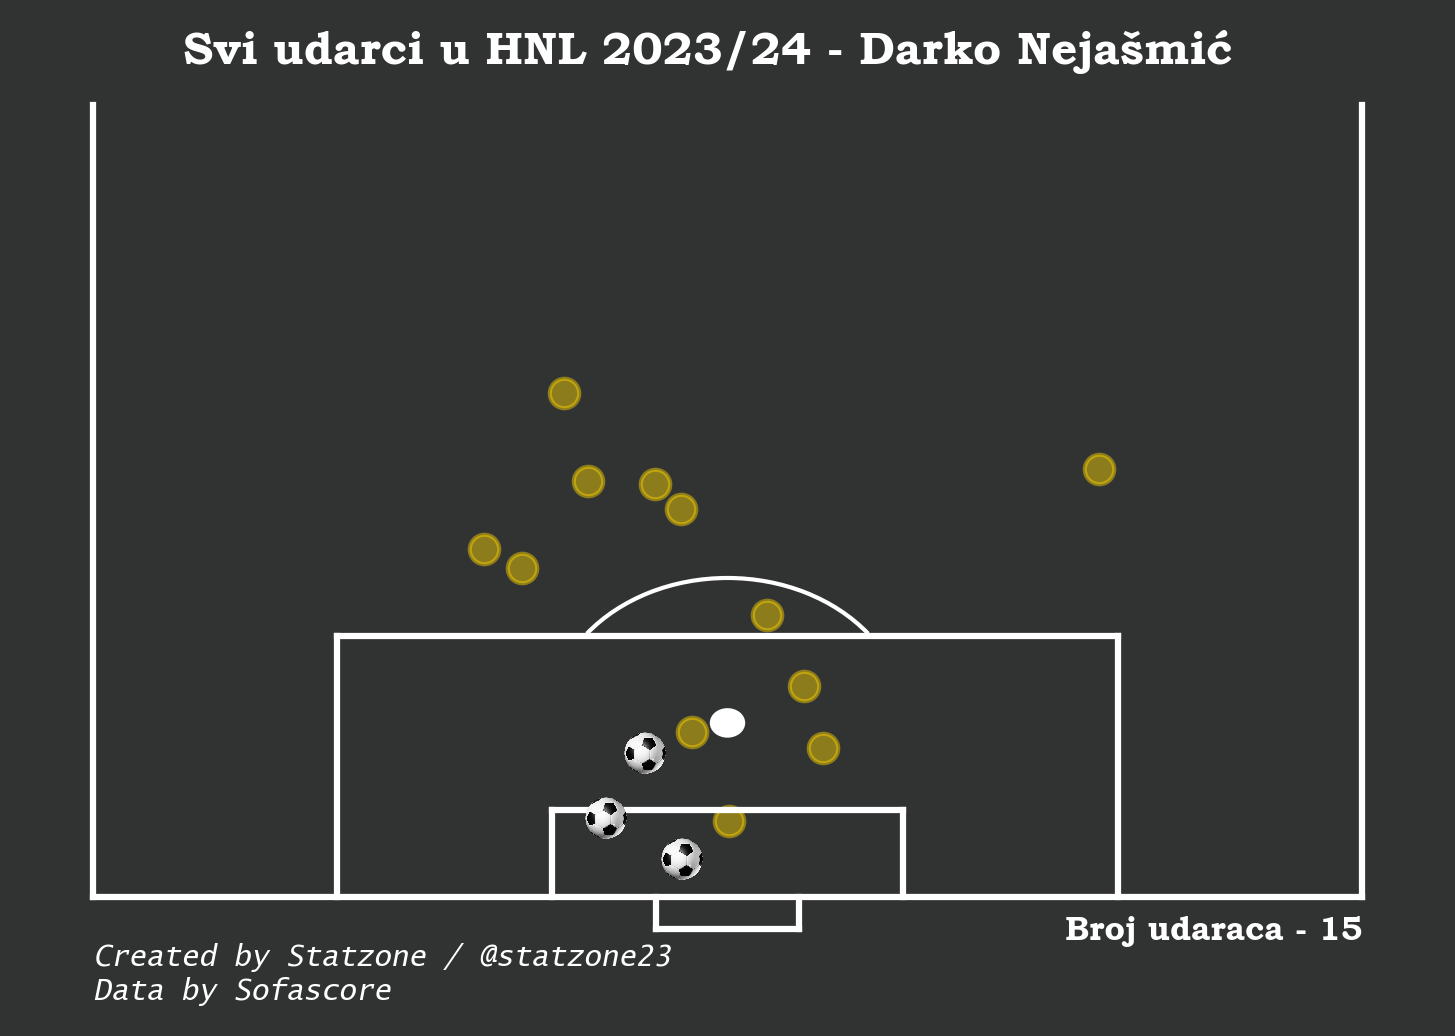 Svi udarci u HNL 2023/24 - Darko Nejašmić
Broj udaraca - 15
Created by Statzone / @statzone23
Data by Sofascore